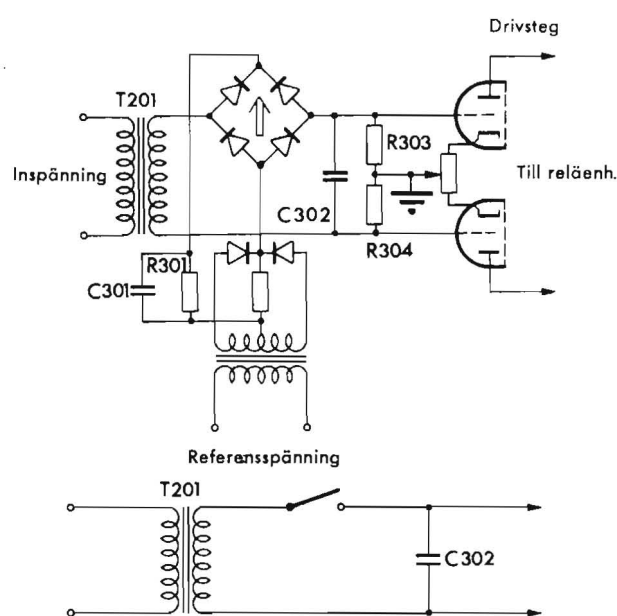 Drivsteg
T201
R303
Inspänning
Till reläenh.
C302
R304
R301
C301
Referensspänning
T201
C302